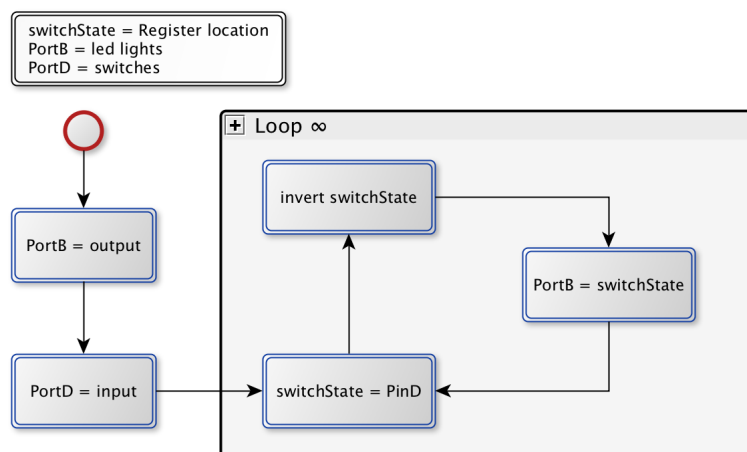 switchState = Register location
PortB = led lights
PortD = switches
Loop ∞
invert switchState
PortB = output
PortB = switchState
PortD = input
switchState = PinD